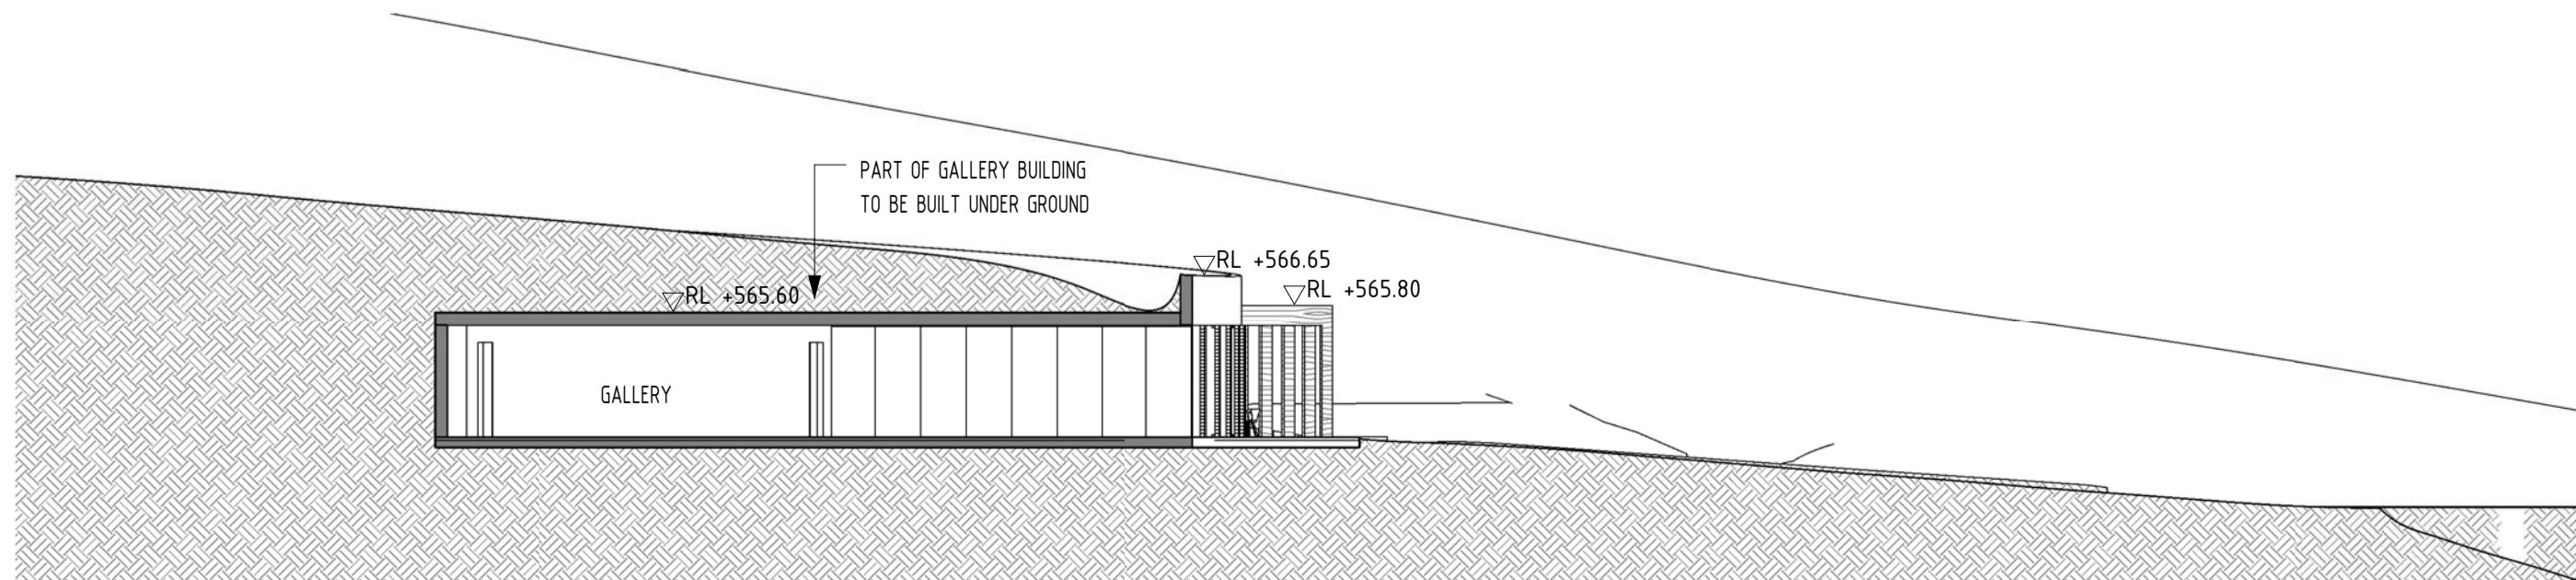 PART OF GALLERY BUILDING
TO BE BUILT UNDER GROUND
RL +566.65
RL +565.80
RL +565.60
GALLERY